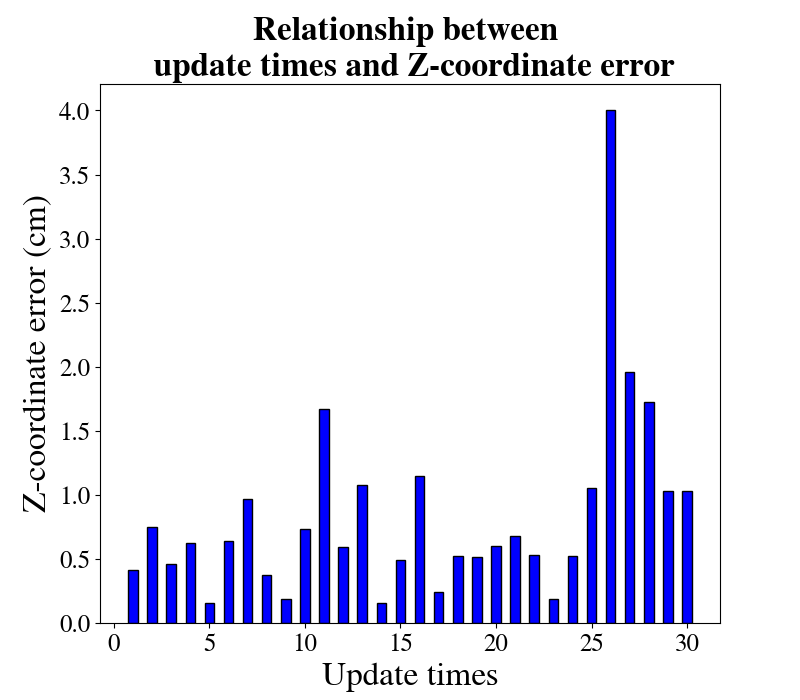 Relationship between
update times and Z-coordinate error
Z-coordinate error (cm)
4.0
3.5
3.0
2.5
2.0
1.5
1.0
0.5
0.0
0 5 10 15 20 25 30
Update times